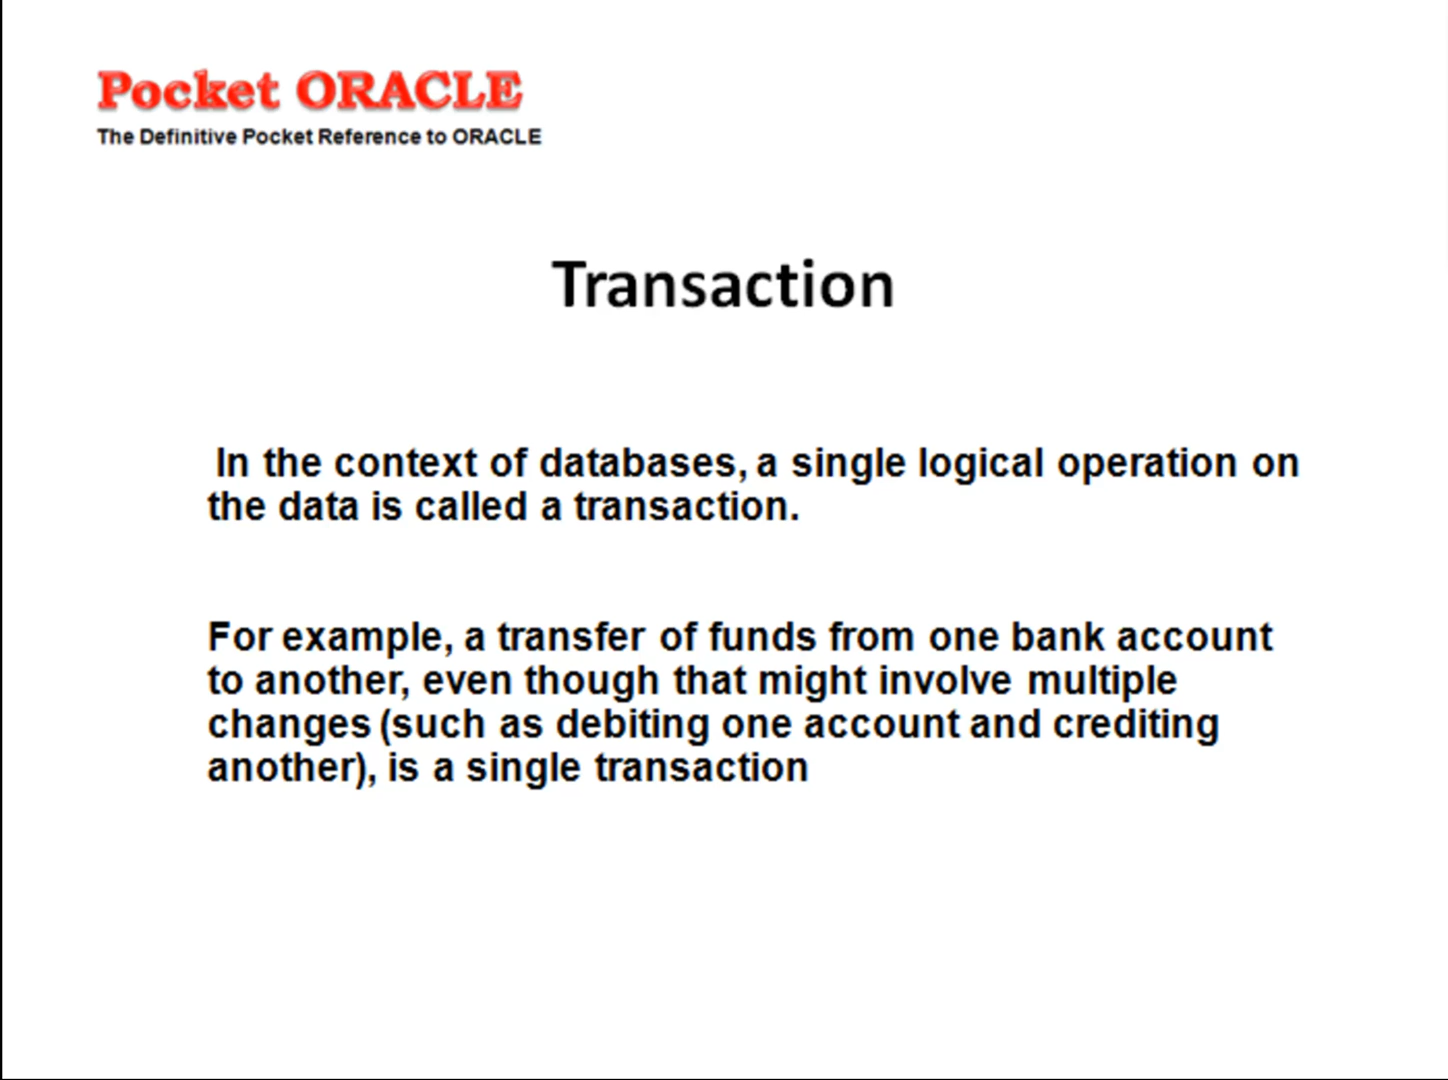 Pocket ORACLE
The Definitive Pocket Reference to ORACLE
Transaction
In the context of databases, a single logical operation on
the data is called a transaction.
For example, a transfer of funds from one bank account
to another, even though that might involve multiple
changes (such as debiting one account and crediting
another), is a single transaction